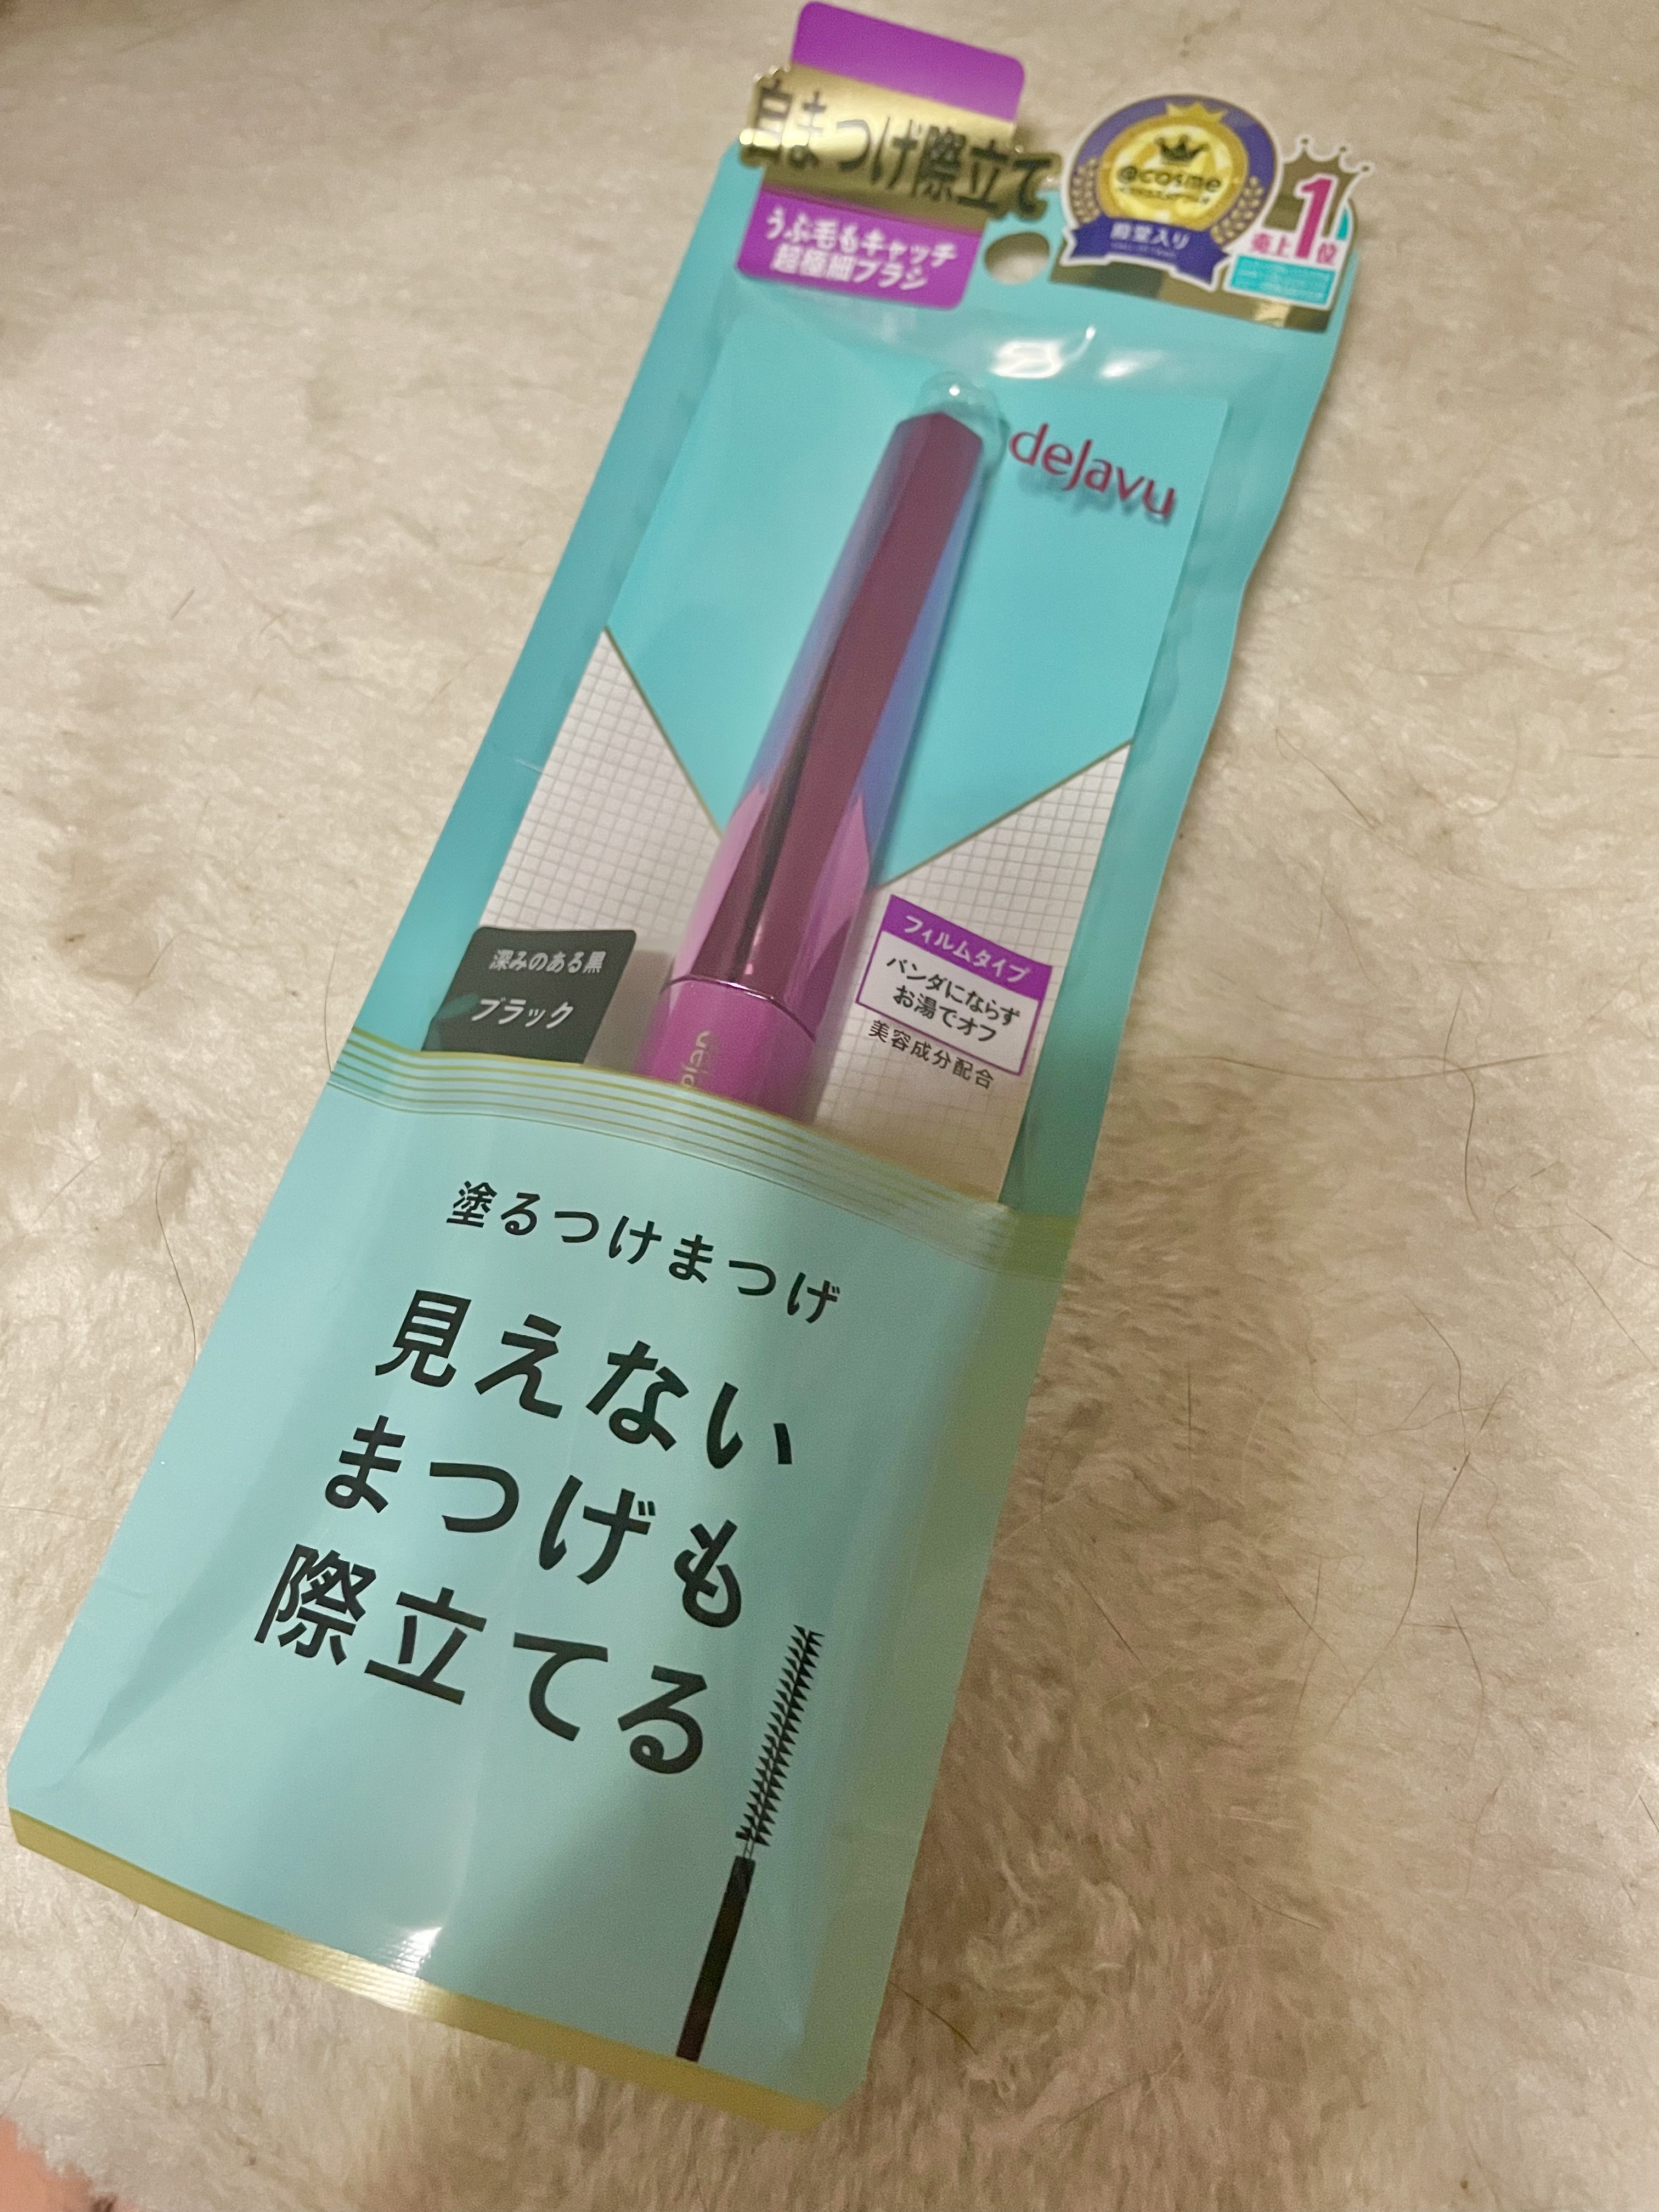 自まつげ際立て
うぶ毛もキャッチ
超極細ブラシ
@cosme
殿堂入り
売上1位
deJavu
フィルムタイプ
パンダにならず
お湯でオフ
美容成分配合
深みのある黒
ブラック
塗るつけまつげ
見えない
まつげも
際立てる